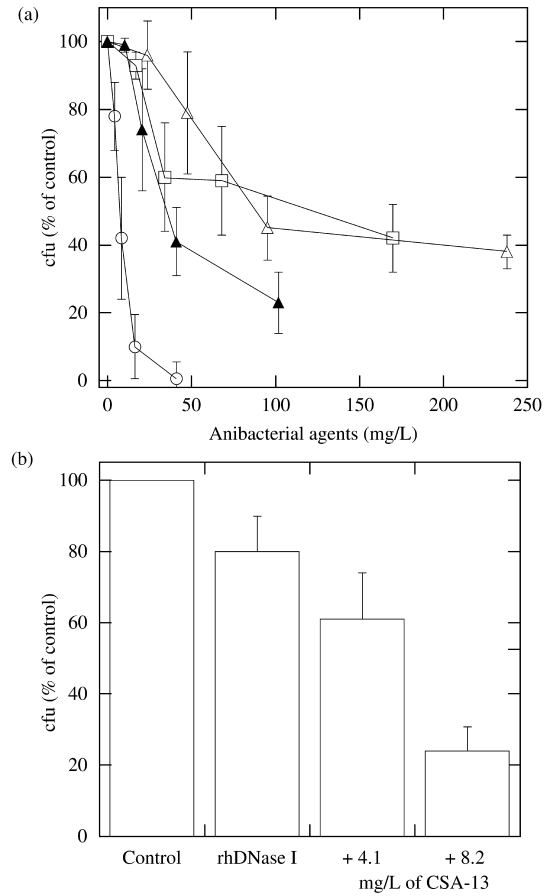 (a)
100
80
60
40
20
0
cfu (% of control)
0 50 100 150 200 250
Anibacterial agents (mg/L)
(b)
100
80
60
40
20
0
cfu (% of control)
Control rhDNase I + 4.1 + 8.2
mg/L of CSA-13